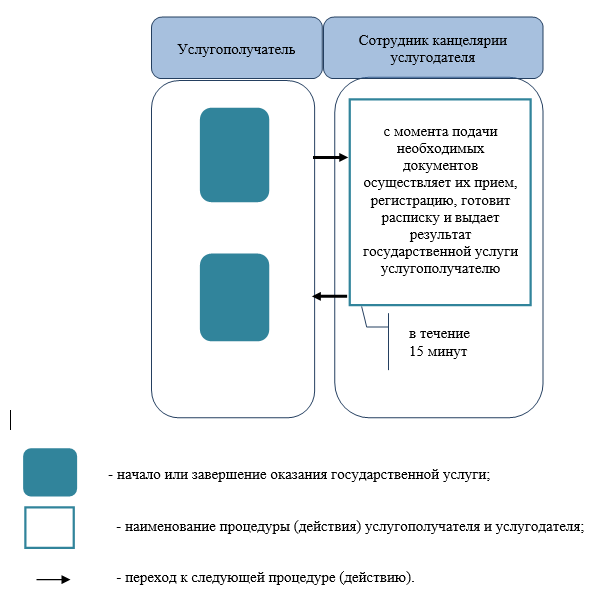 Услугополучатель
Сотрудник канцелярии
услугодателя
с момента подачи
необходимых
документов
осуществляет их прием,
регистрацию, готовит
расписку и выдает
результат
государственной услуги
услугополучателю
в течение
15 минут
- начало или завершение оказания государственной услуги;
- наименование процедуры (действия) услугополучателя и услугодателя;
- переход к следующей процедуре (действию).